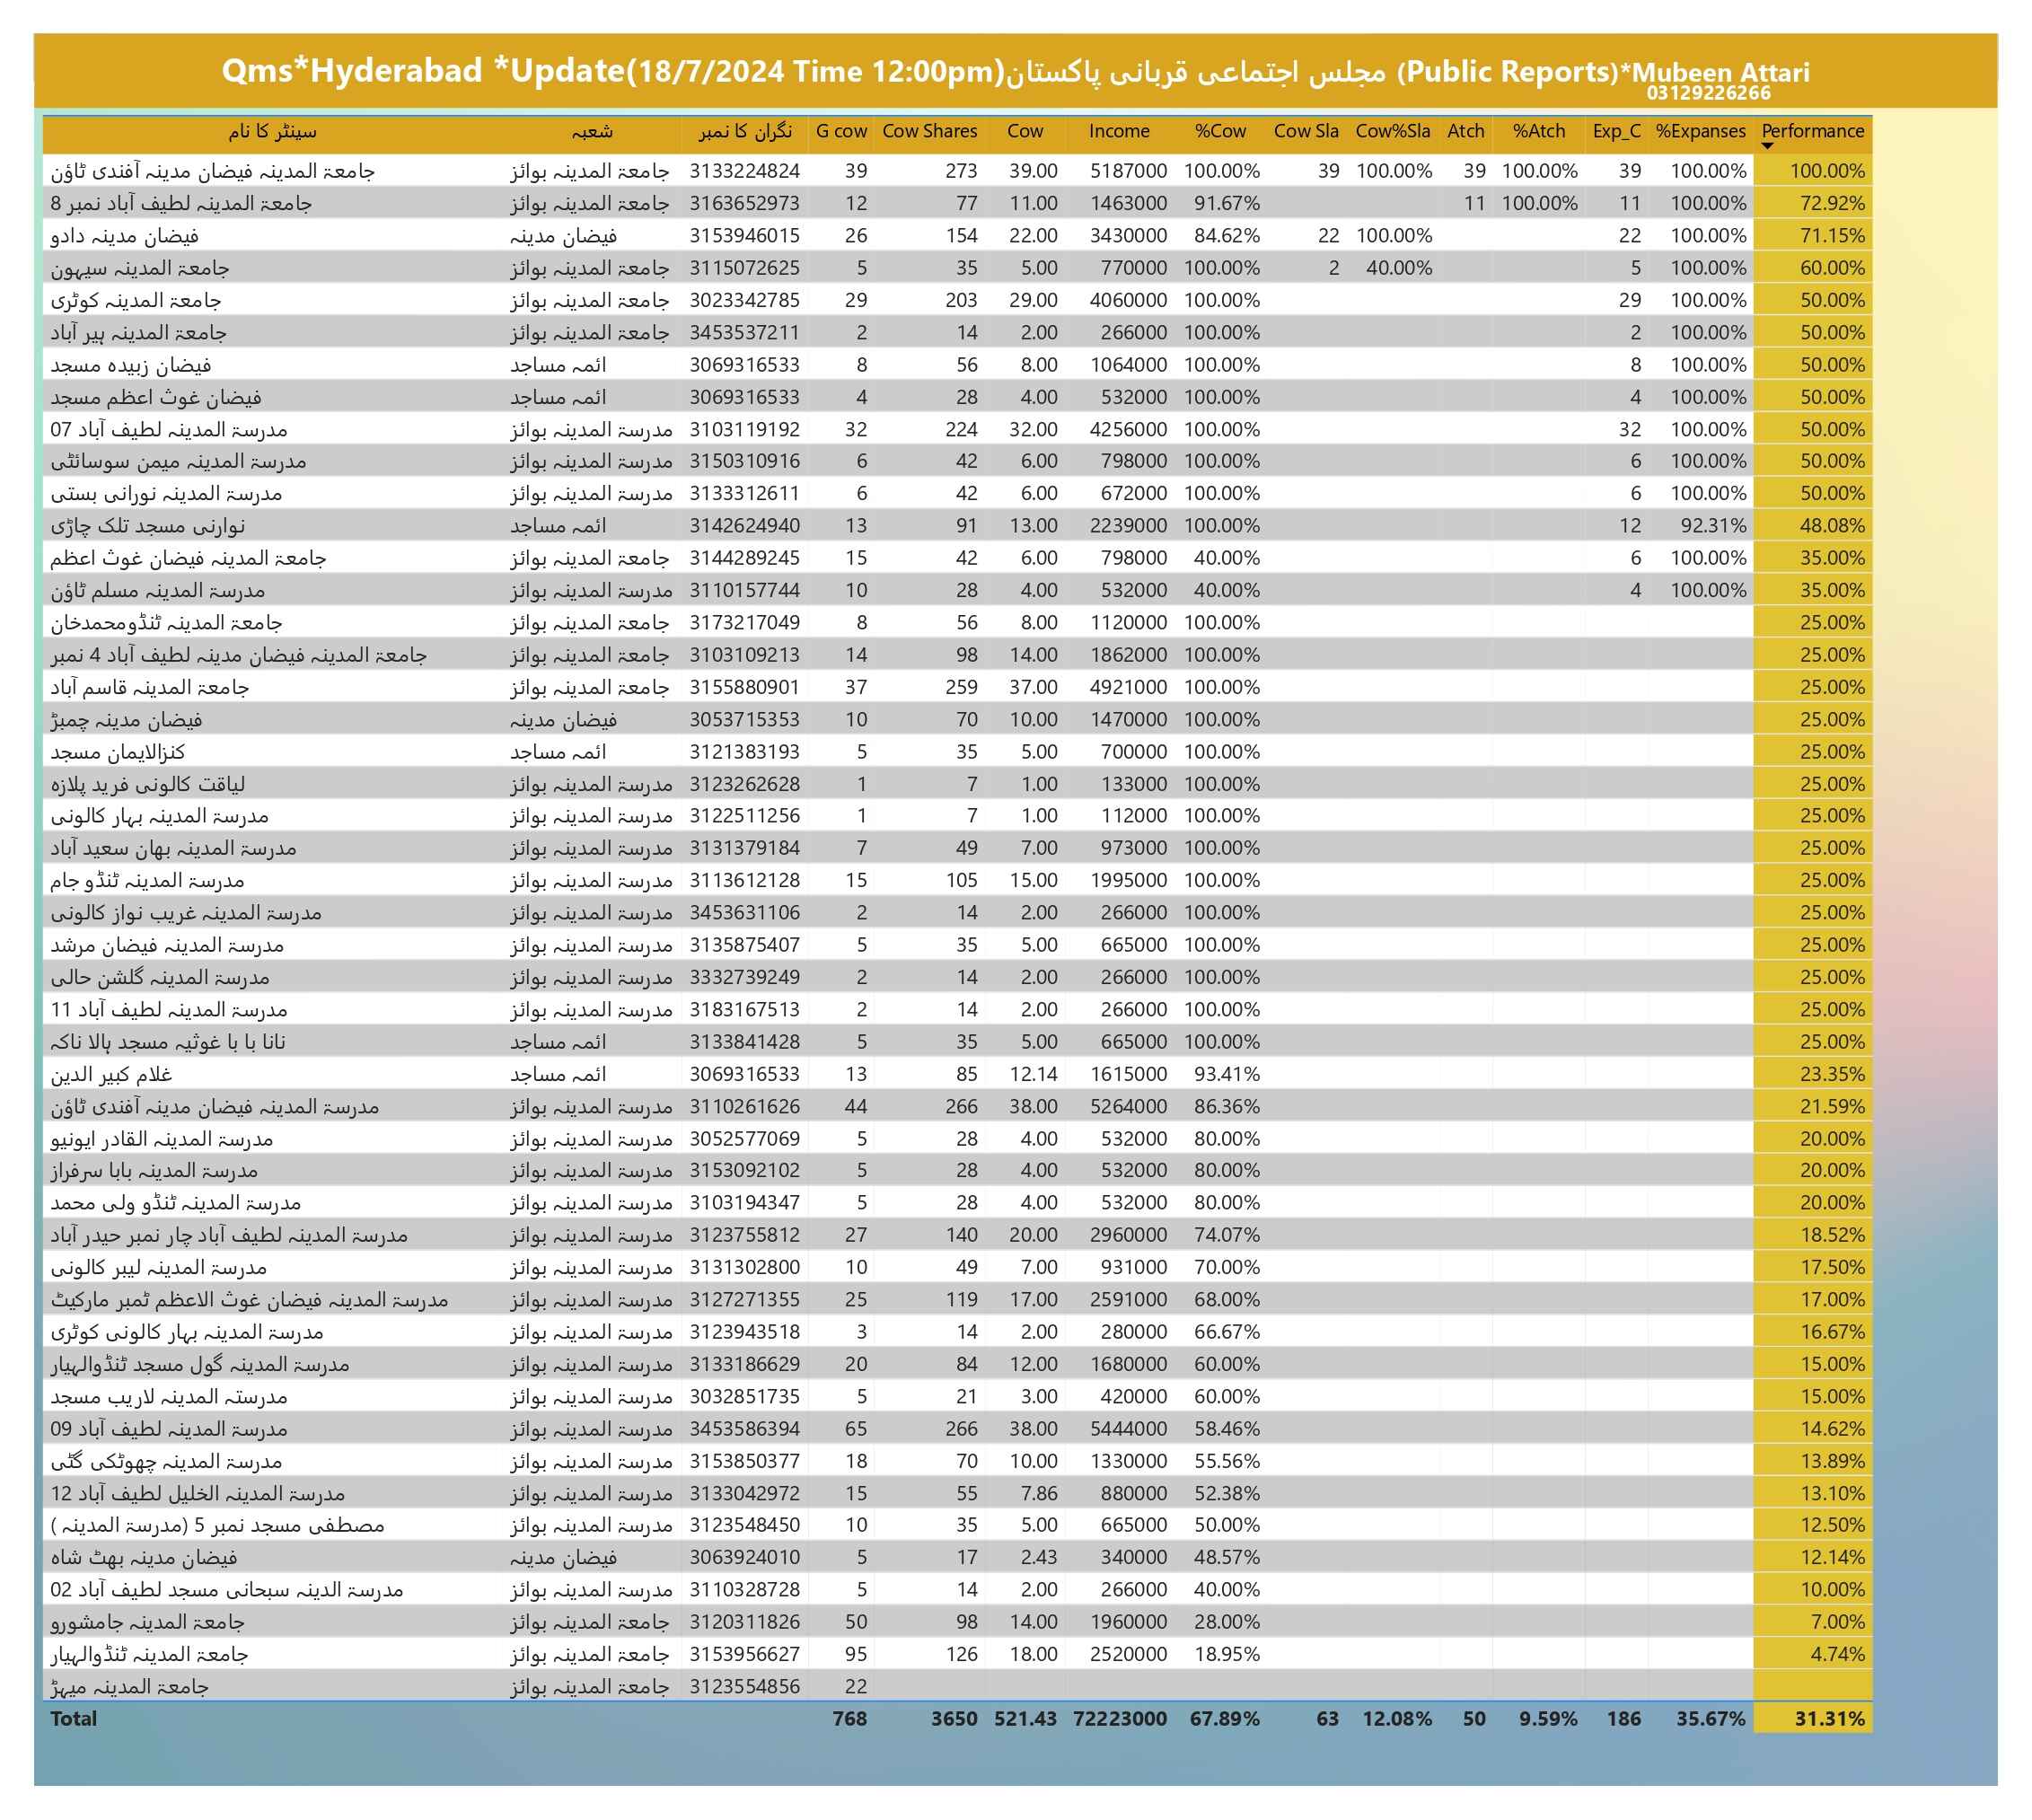 Qms*Hyderabad *Update(18/7/2024 Time 12:00pm)مجلس اجتماعی قربانی پاکستان (Public Reports)*Mubeen Attari
03129226266
سینٹر کا نام شعبہ نگران کا نمبر G cow Cow Shares Cow Income %Cow Cow Sla Cow%Sla Atch %Atch Exp_C %Expanses Performance
جامعۃ المدینہ فیضان مدینہ آفندی ٹاؤن جامعۃ المدینہ بوائز 3133224824 39 273 39.00 5187000 100.00% 39 100.00% 39 100.00% 39 100.00% 100.00%
جامعۃ المدینہ لطیف آباد نمبر 8 جامعۃ المدینہ بوائز 3163652973 12 77 11.00 1463000 91.67% 11 100.00% 11 100.00% 72.92%
فیضان مدینہ دادو فیضان مدینہ 3153946015 26 154 22.00 3430000 84.62% 22 100.00% 22 100.00% 71.15%
جامعۃ المدینہ سیہون جامعۃ المدینہ بوائز 3115072625 5 35 5.00 770000 100.00% 2 40.00% 5 100.00% 60.00%
جامعۃ المدینہ کوٹری جامعۃ المدینہ بوائز 3023342785 29 203 29.00 4060000 100.00% 29 100.00% 50.00%
جامعۃ المدینہ ہیر آباد جامعۃ المدینہ بوائز 3453537211 2 14 2.00 266000 100.00% 2 100.00% 50.00%
فیضان زبیدہ مسجد ائمہ مساجد 3069316533 8 56 8.00 1064000 100.00% 8 100.00% 50.00%
فیضان غوث اعظم مسجد ائمہ مساجد 3069316533 4 28 4.00 532000 100.00% 4 100.00% 50.00%
مدرسۃ المدینہ لطیف آباد 07 مدرسۃ المدینہ بوائز 3103119192 32 224 32.00 4256000 100.00% 32 100.00% 50.00%
مدرسۃ المدینہ میمن سوسائٹی مدرسۃ المدینہ بوائز 3150310916 6 42 6.00 798000 100.00% 6 100.00% 50.00%
مدرسۃ المدینہ نورانی بستی مدرسۃ المدینہ بوائز 3133312611 6 42 6.00 672000 100.00% 6 100.00% 50.00%
نوارنی مسجد تلک چاڑی ائمہ مساجد 3142624940 13 91 13.00 2239000 100.00% 12 92.31% 48.08%
جامعۃ المدینہ فیضان غوث اعظم جامعۃ المدینہ بوائز 3144289245 15 42 6.00 798000 40.00% 6 100.00% 35.00%
مدرسۃ المدینہ مسلم ٹاؤن مدرسۃ المدینہ بوائز 3110157744 10 28 4.00 532000 40.00% 4 100.00% 35.00%
جامعۃ المدینہ ٹنڈومحمدخان جامعۃ المدینہ بوائز 3173217049 8 56 8.00 1120000 100.00% 25.00%
جامعۃ المدینہ فیضان مدینہ لطیف آباد 4 نمبر جامعۃ المدینہ بوائز 3103109213 14 98 14.00 1862000 100.00% 25.00%
جامعۃ المدینہ قاسم آباد جامعۃ المدینہ بوائز 3155880901 37 259 37.00 4921000 100.00% 25.00%
فیضان مدینہ چمبڑ فیضان مدینہ 3053715353 10 70 10.00 1470000 100.00% 25.00%
کنزالایمان مسجد ائمہ مساجد 3121383193 5 35 5.00 700000 100.00% 25.00%
لیاقت کالونی فرید پلازہ مدرسۃ المدینہ بوائز 3123262628 1 7 1.00 133000 100.00% 25.00%
مدرسۃ المدینہ بہار کالونی مدرسۃ المدینہ بوائز 3122511256 1 7 1.00 112000 100.00% 25.00%
مدرسۃ المدینہ بھان سعید آباد مدرسۃ المدینہ بوائز 3131379184 7 49 7.00 973000 100.00% 25.00%
مدرسۃ المدینہ ٹنڈو جام مدرسۃ المدینہ بوائز 3113612128 15 105 15.00 1995000 100.00% 25.00%
مدرسۃ المدینہ غریب نواز کالونی مدرسۃ المدینہ بوائز 3453631106 2 14 2.00 266000 100.00% 25.00%
مدرسۃ المدینہ فیضان مرشد مدرسۃ المدینہ بوائز 3135875407 5 35 5.00 665000 100.00% 25.00%
مدرسۃ المدینہ گلشن حالی مدرسۃ المدینہ بوائز 3332739249 2 14 2.00 266000 100.00% 25.00%
مدرسۃ المدینہ لطیف آباد 11 مدرسۃ المدینہ بوائز 3183167513 2 14 2.00 266000 100.00% 25.00%
نانا با با غوثیہ مسجد ہالا ناکہ ائمہ مساجد 3133841428 5 35 5.00 665000 100.00% 25.00%
غلام کبیر الدین ائمہ مساجد 3069316533 13 85 12.14 1615000 93.41% 23.35%
مدرسۃ المدینہ فیضان مدینہ آفندی ٹاؤن مدرسۃ المدینہ بوائز 3110261626 44 266 38.00 5264000 86.36% 21.59%
مدرسۃ المدینہ القادر ایونیو مدرسۃ المدینہ بوائز 3052577069 5 28 4.00 532000 80.00% 20.00%
مدرسۃ المدینہ بابا سرفراز مدرسۃ المدینہ بوائز 3153092102 5 28 4.00 532000 80.00% 20.00%
مدرسۃ المدینہ ٹنڈو ولی محمد مدرسۃ المدینہ بوائز 3103194347 5 28 4.00 532000 80.00% 20.00%
مدرسۃ المدینہ لطیف آباد چار نمبر حیدر آباد مدرسۃ المدینہ بوائز 3123755812 27 140 20.00 2960000 74.07% 18.52%
مدرسۃ المدینہ لیبر کالونی مدرسۃ المدینہ بوائز 3131302800 10 49 7.00 931000 70.00% 17.50%
مدرسۃ المدینہ فیضان غوث الاعظم ٹمبر مارکیٹ مدرسۃ المدینہ بوائز 3127271355 25 119 17.00 2591000 68.00% 17.00%
مدرسۃ المدینہ بہار کالونی کوٹری مدرسۃ المدینہ بوائز 3123943518 3 14 2.00 280000 66.67% 16.67%
مدرسۃ المدینہ گول مسجد ٹنڈوالہیار مدرسۃ المدینہ بوائز 3133186629 20 84 12.00 1680000 60.00% 15.00%
مدرستہ المدینہ لاریب مسجد مدرسۃ المدینہ بوائز 3032851735 5 21 3.00 420000 60.00% 15.00%
مدرسۃ المدینہ لطیف آباد 09 مدرسۃ المدینہ بوائز 3453586394 65 266 38.00 5444000 58.46% 14.62%
مدرسۃ المدینہ چھوٹکی گٹی مدرسۃ المدینہ بوائز 3153850377 18 70 10.00 1330000 55.56% 13.89%
مدرسۃ المدینہ الخلیل لطیف آباد 12 مدرسۃ المدینہ بوائز 3133042972 15 55 7.86 880000 52.38% 13.10%
مصطفی مسجد نمبر 5 (مدرسۃ المدینہ ) مدرسۃ المدینہ بوائز 3123548450 10 35 5.00 665000 50.00% 12.50%
فیضان مدینہ بھٹ شاہ فیضان مدینہ 3063924010 5 17 2.43 340000 48.57% 12.14%
مدرسۃ الدینہ سبحانی مسجد لطیف آباد 02 مدرسۃ المدینہ بوائز 3110328728 5 14 2.00 266000 40.00% 10.00%
جامعۃ المدینہ جامشورو جامعۃ المدینہ بوائز 3120311826 50 98 14.00 1960000 28.00% 7.00%
جامعۃ المدینہ ٹنڈوالہیار جامعۃ المدینہ بوائز 3153956627 95 126 18.00 2520000 18.95% 4.74%
جامعۃ المدینہ میہڑ جامعۃ المدینہ بوائز 3123554856 22
Total 768 3650 521.43 72223000 67.89% 63 12.08% 50 9.59% 186 35.67% 31.31%